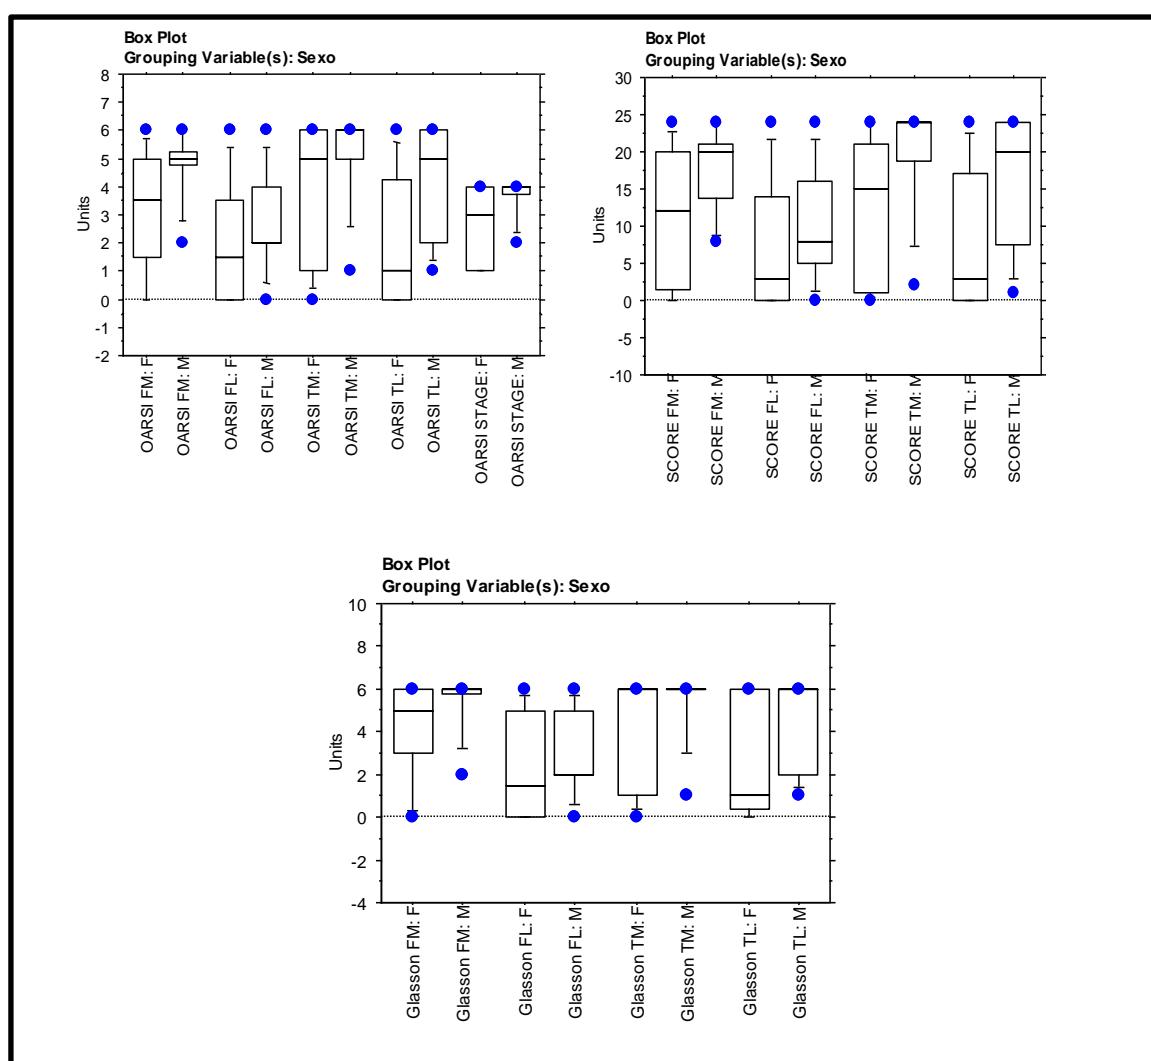 Box Plot
Grouping Variable(s): Sexo
8
7
6
5
4
3
2
1
0
-1
-2
Units
OARSI FM: F
OARSI FM: M
OARSI FL: F
OARSI FL: M
OARSI TM: F
OARSI TM: M
OARSI TL: F
OARSI TL: M
OARSI STAGE: F
OARSI STAGE: M
Box Plot
Grouping Variable(s): Sexo
30
25
20
15
10
5
0
-5
-10
Units
SCORE FM: F
SCORE FM: M
SCORE FL: F
SCORE FL: M
SCORE TM: F
SCORE TM: M
SCORE TL: F
SCORE TL: M
Box Plot
Grouping Variable(s): Sexo
10
8
6
4
2
0
-2
-4
Units
Glasson FM: F
Glasson FM: M
Glasson FL: F
Glasson FL: M
Glasson TM: F
Glasson TM: M
Glasson TL: F
Glasson TL: M